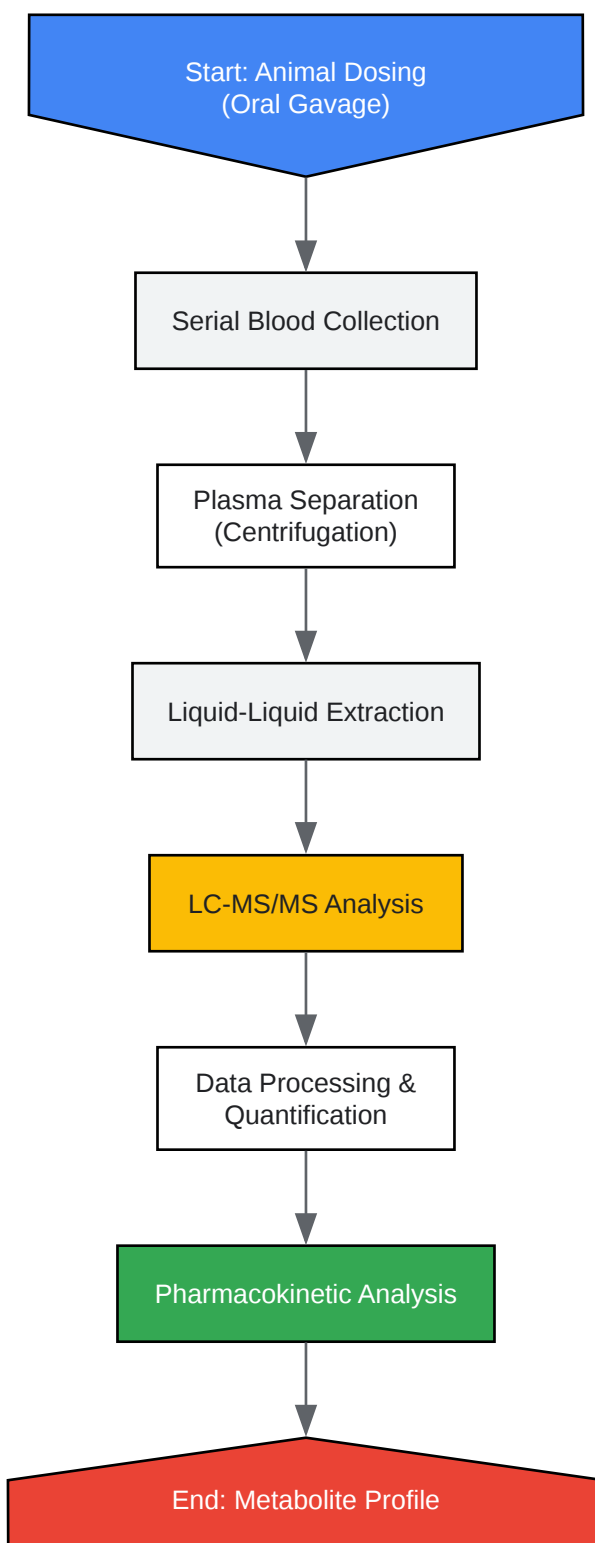 Start: Animal Dosing
(Oral Gavage)
Serial Blood Collection
Plasma Separation
(Centrifugation)
Liquid-Liquid Extraction
LC-MS/MS Analysis
Data Processing &
Quantification
Pharmacokinetic Analysis
End: Metabolite Profile